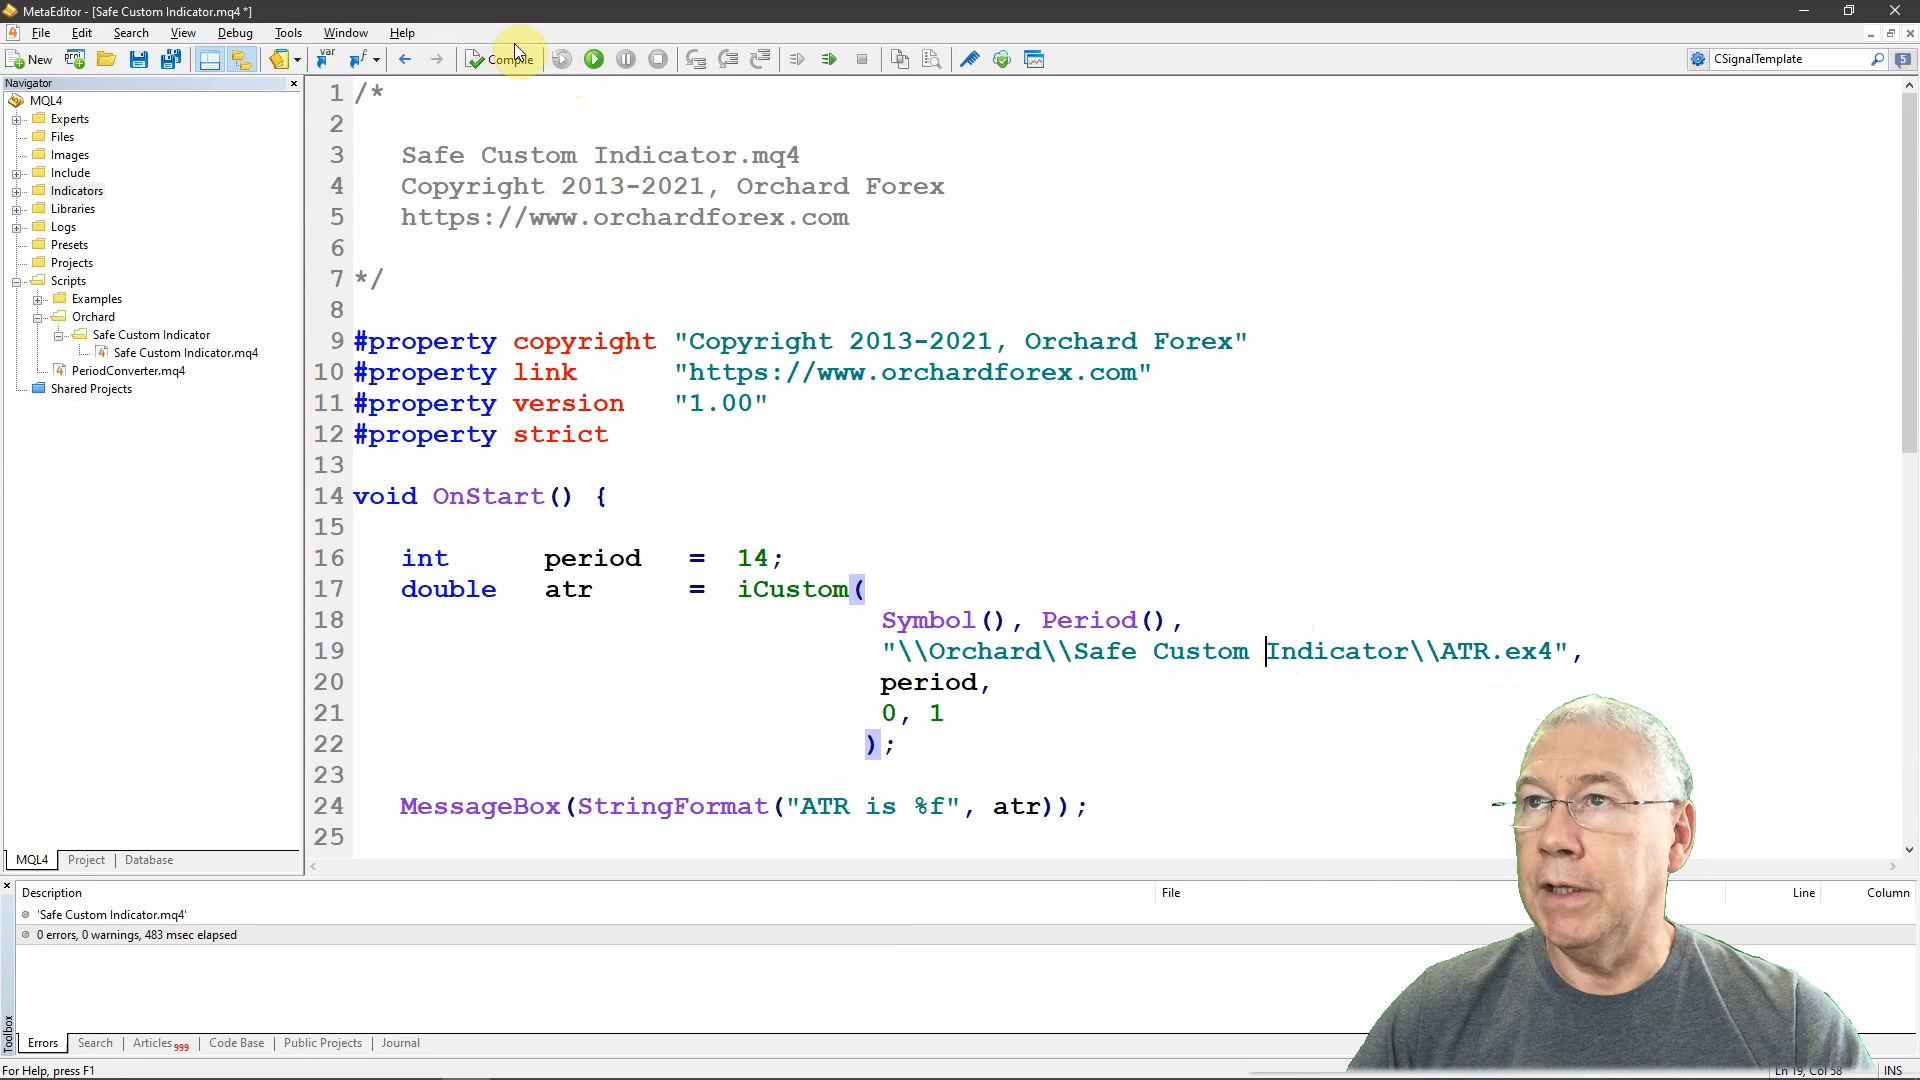 MetaEditor - [Safe Custom Indicator.mq4 *]
File Edit Search View Debug Tools Window Help
New Compile CSignalTemplate 5
Navigator
MQL4
Experts
Files
Images
Include
Indicators
Libraries
Logs
Presets
Projects
Scripts
Examples
Orchard
Safe Custom Indicator
Safe Custom Indicator.mq4
PeriodConverter.mq4
Shared Projects
MQL4 Project Database
1 /*
2
3 Safe Custom Indicator.mq4
4 Copyright 2013-2021, Orchard Forex
5 https://www.orchardforex.com
6
7 */
8
9 #property copyright "Copyright 2013-2021, Orchard Forex"
10 #property link "https://www.orchardforex.com"
11 #property version "1.00"
12 #property strict
13
14 void OnStart() {
15
16 int period = 14;
17 double atr = iCustom(
18 Symbol(), Period(),
19 "\\Orchard\\Safe Custom Indicator\\ATR.ex4",
20 period,
21 0, 1
22 );
23
24 MessageBox(StringFormat("ATR is %f", atr));
25
Description File Line Column
'Safe Custom Indicator.mq4'
0 errors, 0 warnings, 483 msec elapsed
Toolbox
Errors Search Articles 999 Code Base Public Projects Journal
For Help, press F1 Ln 19, Col 58 INS